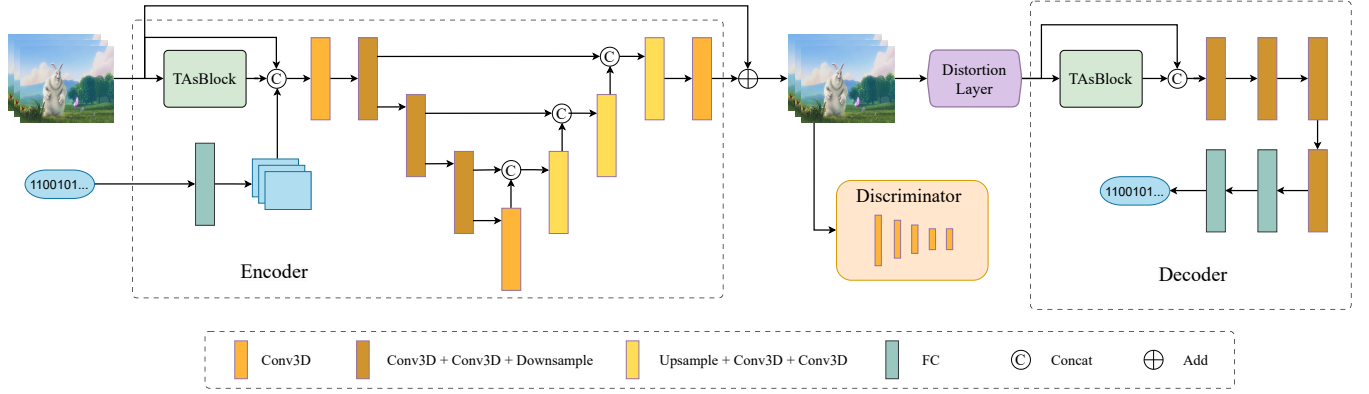 TAsBlock
C
C
C
C
1100101...
Encoder
Discriminator
Distortion
Layer
TAsBlock
C
1100101...
Decoder
Conv3D
Conv3D + Conv3D + Downsample
Upsample + Conv3D + Conv3D
FC
C
Concat
Add